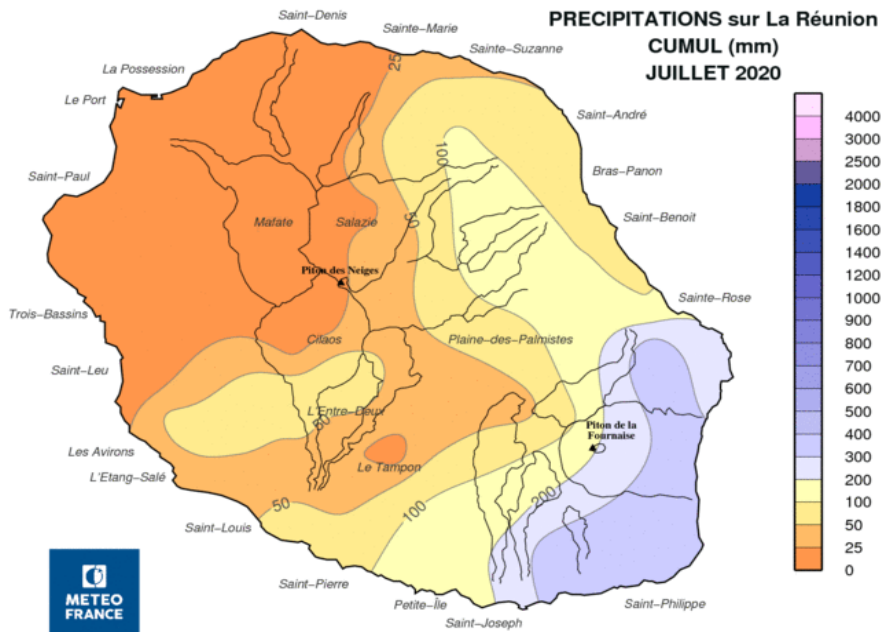 PRECIPITATIONS sur La Réunion
CUMUL (mm)
JUILLET 2020
Saint-Denis
Sainte-Marie
Sainte-Suzanne
La Possession
Le Port
Saint-André
Saint-Paul
Bras-Panon
Mafate
Salazie
Saint-Benoit
Piton des Neiges
Sainte-Rose
Trois-Bassins
Cilaos
Plaine-des-Palmistes
Saint-Leu
L'Entre-Deux
Piton de la
Fournaise
Les Avirons
Le Tampon
L'Etang-Salé
Saint-Louis
Saint-Pierre
Petite-Île
Saint-Joseph
Saint-Philippe
25
100
50
50
50
100
200
4000
3000
2500
2000
1800
1600
1400
1200
1000
900
800
700
600
500
400
300
200
100
50
25
0
METEO
FRANCE